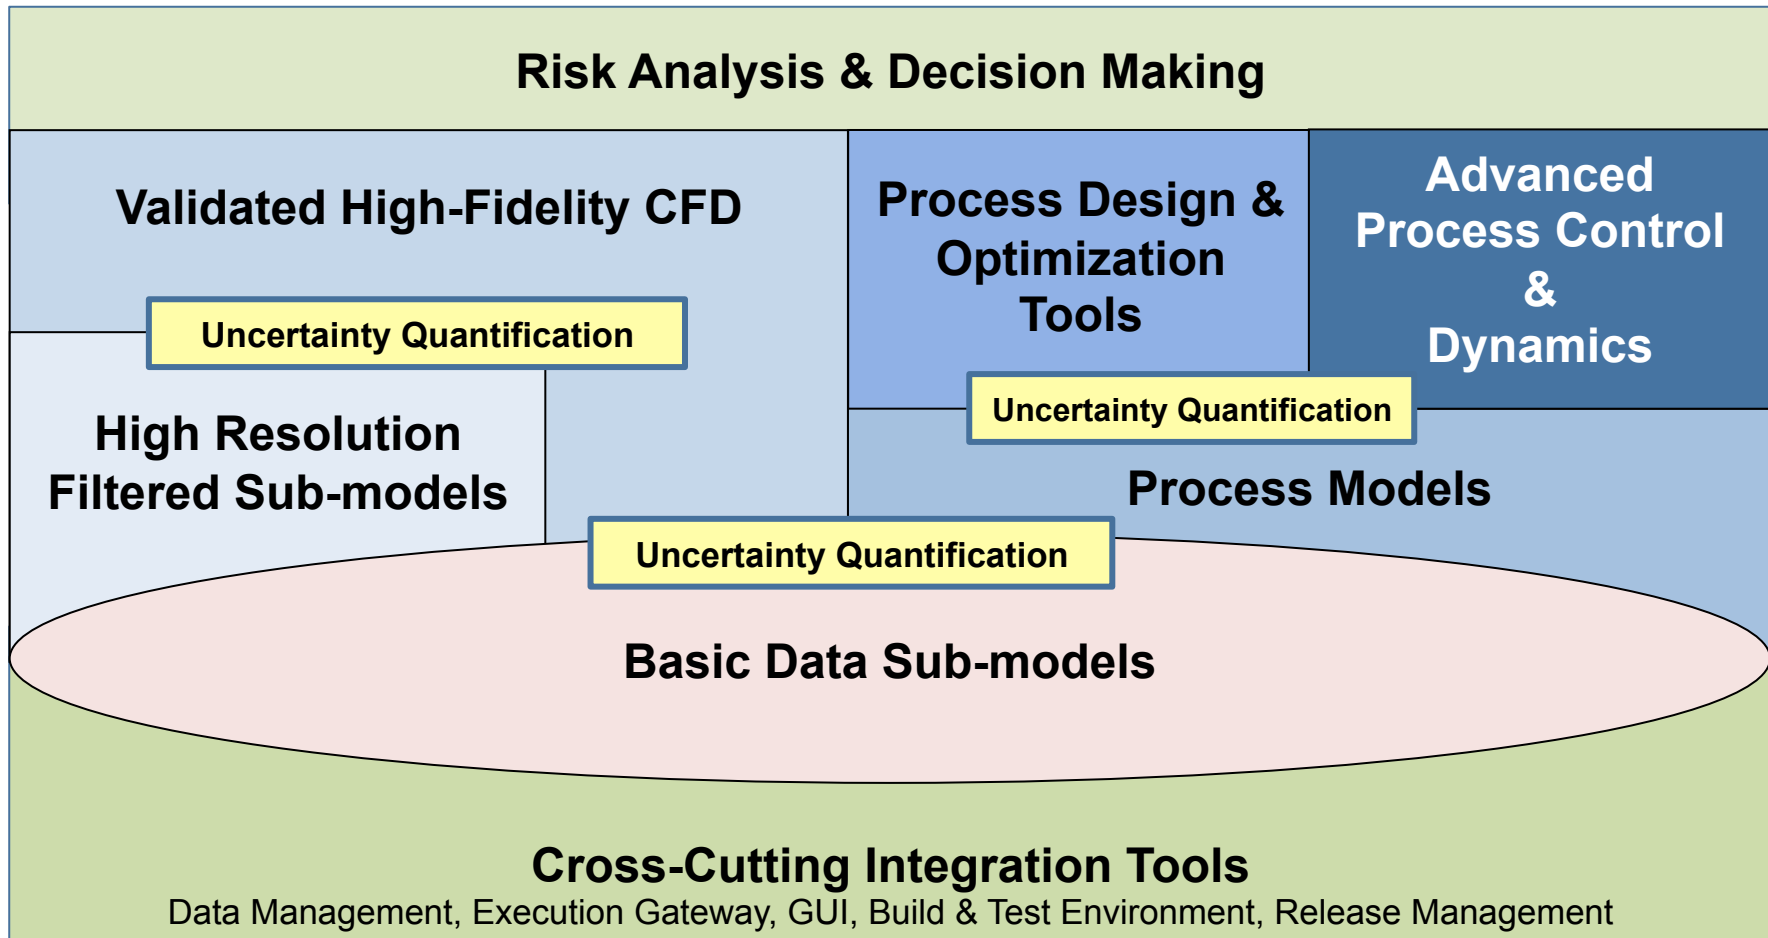 Risk Analysis & Decision Making
Validated High-Fidelity CFD
Process Design &
Optimization
Tools
Advanced
Process Control
&
Dynamics
Uncertainty Quantification
Uncertainty Quantification
High Resolution
Filtered Sub-models
Process Models
Uncertainty Quantification
Basic Data Sub-models
Cross-Cutting Integration Tools
Data Management, Execution Gateway, GUI, Build & Test Environment, Release Management